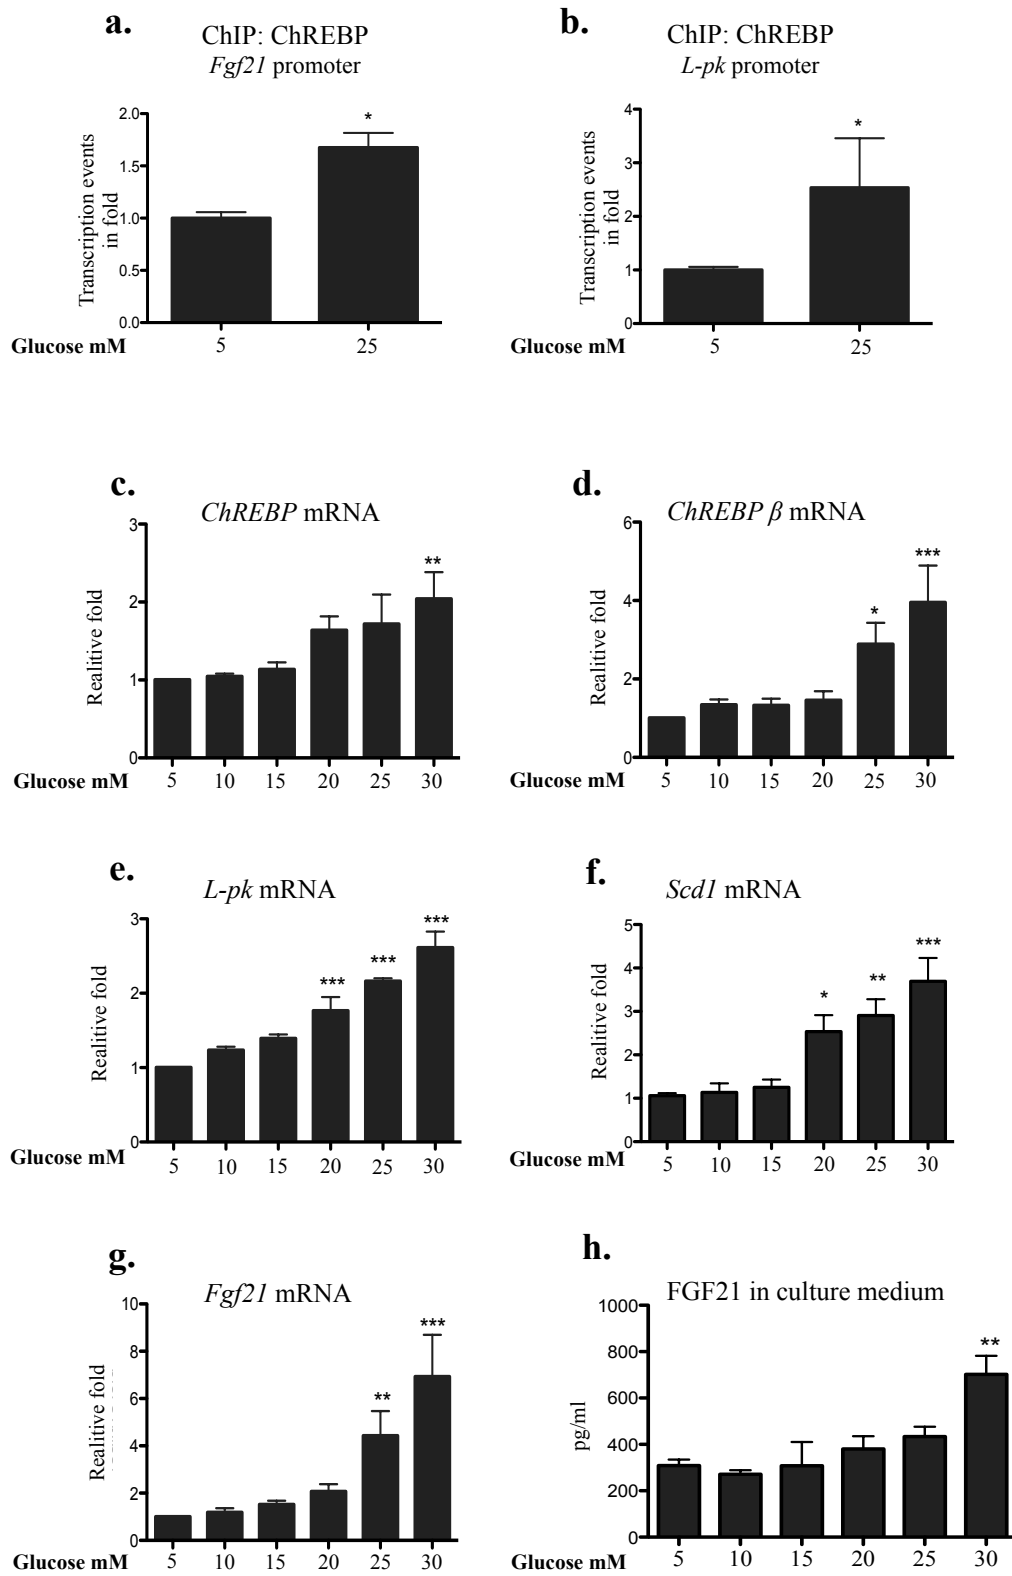 a.
ChIP: ChREBP
Fgf21 promoter
Transcription events
in fold
2.0
*
1.5
1.0
0.5
0.0
Glucose mM
5
25
b.
ChIP: ChREBP
L-pk promoter
Transcription events
in fold
4
*
3
2
1
0
Glucose mM
5
25
c.
ChREBP mRNA
Realitive fold
3
**
2
1
0
Glucose mM
5 10 15 20 25 30
d.
ChREBP β mRNA
Realitive fold
6
***
4
*
2
0
Glucose mM
5 10 15 20 25 30
e.
L-pk mRNA
Realitive fold
3
*** *** ***
2
1
0
Glucose mM
5 10 15 20 25 30
f.
Scd1 mRNA
Realitive fold
5
* ** ***
4
3
2
1
0
Glucose mM
5 10 15 20 25 30
g.
Fgf21 mRNA
Realitive fold
10
** ***
8
6
4
2
0
Glucose mM
5 10 15 20 25 30
h.
FGF21 in culture medium
pg/ml
1000
**
800
600
400
200
0
Glucose mM
5 10 15 20 25 30